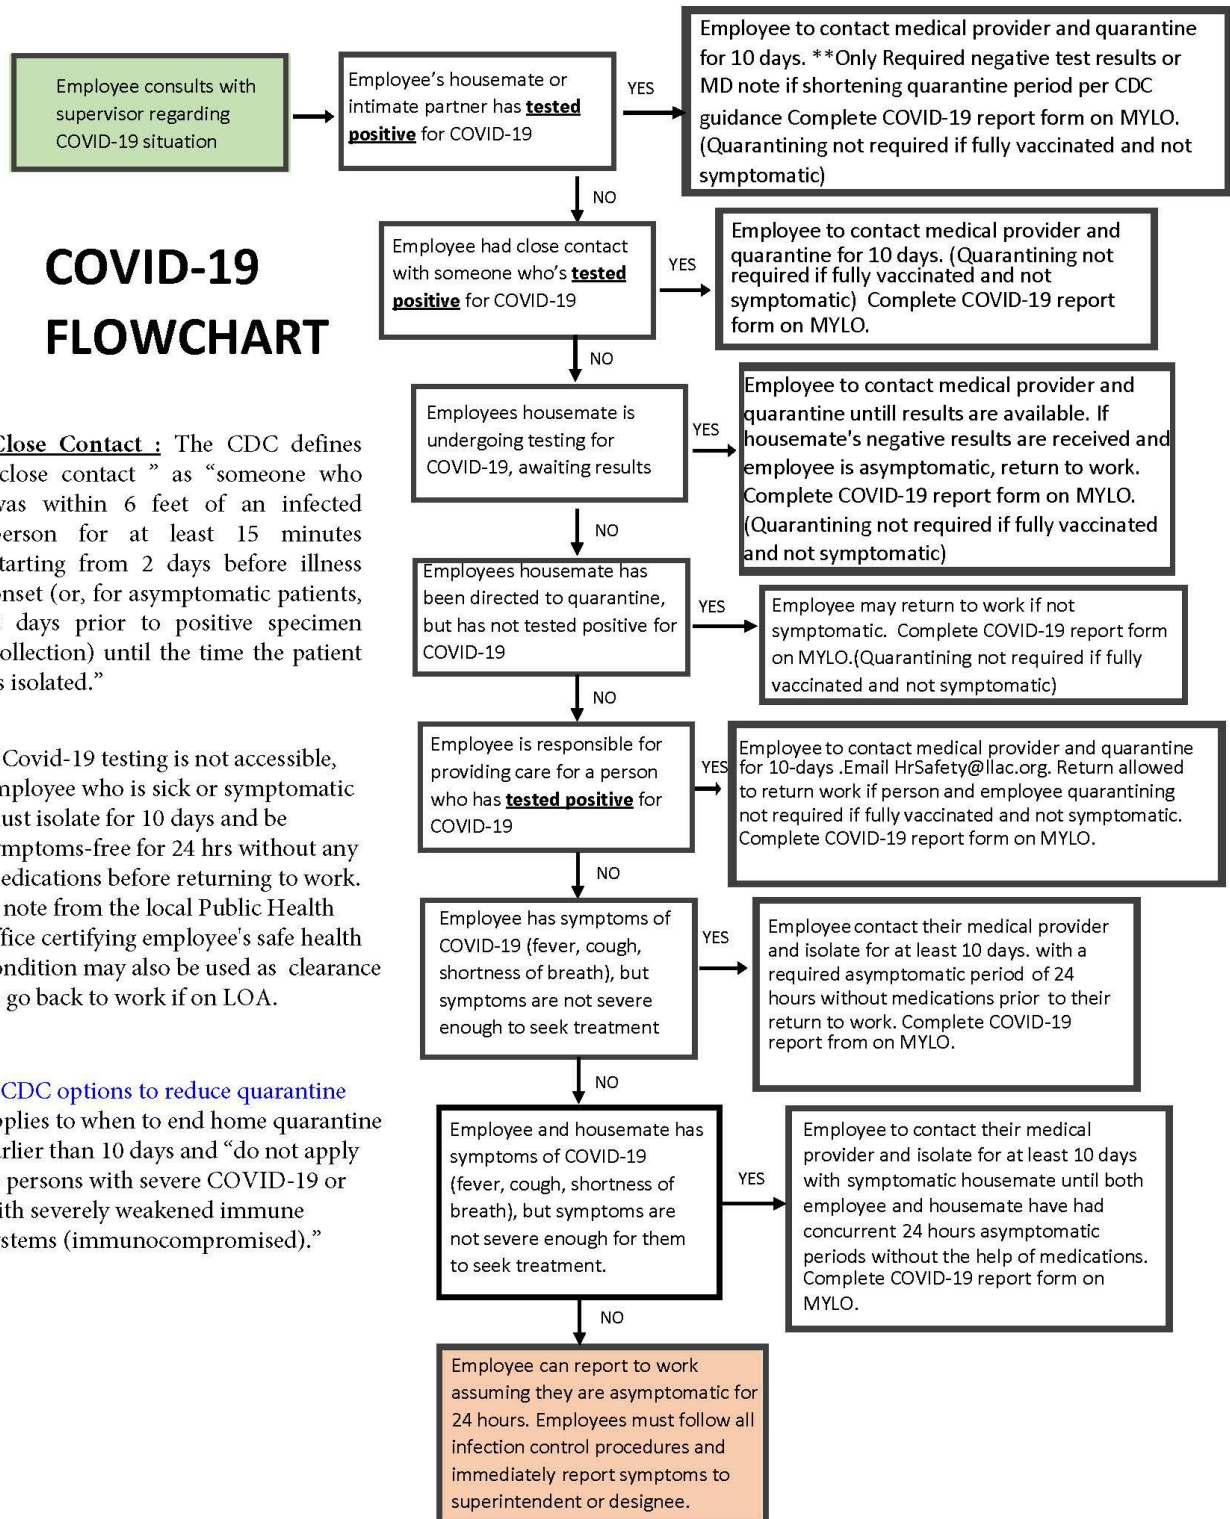 Employee consults with
supervisor regarding
COVID-19 situation
Employee's housemate or
intimate partner has tested
positive for COVID-19
YES
Employee to contact medical provider and quarantine
for 10 days. **Only Required negative test results or
MD note if shortening quarantine period per CDC
guidance Complete COVID-19 report form on MYLO.
(Quarantining not required if fully vaccinated and not
symptomatic)
NO
COVID-19
FLOWCHART
Employee had close contact
with someone who's tested
positive for COVID-19
YES
Employee to contact medical provider and
quarantine for 10 days. (Quarantining not
required if fully vaccinated and not
symptomatic) Complete COVID-19 report
form on MYLO.
NO
Employees housemate is
undergoing testing for
COVID-19, awaiting results
YES
Employee to contact medical provider and
quarantine untill results are available. If
housemate's negative results are received and
employee is asymptomatic, return to work.
Complete COVID-19 report form on MYLO.
(Quarantining not required if fully vaccinated
and not symptomatic)
NO
Close Contact : The CDC defines
close contact ” as “someone who
was within 6 feet of an infected
person for at least 15 minutes
starting from 2 days before illness
onset (or, for asymptomatic patients,
days prior to positive specimen
collection) until the time the patient
is isolated.”
Employees housemate has
been directed to quarantine,
but has not tested positive for
COVID-19
YES
Employee may return to work if not
symptomatic. Complete COVID-19 report form
on MYLO.(Quarantining not required if fully
vaccinated and not symptomatic)
NO
Covid-19 testing is not accessible,
employee who is sick or symptomatic
must isolate for 10 days and be
symptoms-free for 24 hrs without any
medications before returning to work.
note from the local Public Health
office certifying employee's safe health
condition may also be used as clearance
go back to work if on LOA.
Employee is responsible for
providing care for a person
who has tested positive for
COVID-19
YES
Employee to contact medical provider and quarantine
for 10-days .Email HrSafety@llac.org. Return allowed
to return work if person and employee quarantining
not required if fully vaccinated and not symptomatic.
Complete COVID-19 report form on MYLO.
NO
Employee has symptoms of
COVID-19 (fever, cough,
shortness of breath), but
symptoms are not severe
enough to seek treatment
YES
Employee contact their medical provider
and isolate for at least 10 days. with a
required asymptomatic period of 24
hours without medications prior to their
return to work. Complete COVID-19
report from on MYLO.
NO
CDC options to reduce quarantine
applies to when to end home quarantine
earlier than 10 days and “do not apply
persons with severe COVID-19 or
with severely weakened immune
systems (immunocompromised).”
Employee and housemate has
symptoms of COVID-19
(fever, cough, shortness of
breath), but symptoms are
not severe enough for them
to seek treatment.
YES
Employee to contact their medical
provider and isolate for at least 10 days
with symptomatic housemate until both
employee and housemate have had
concurrent 24 hours asymptomatic
periods without the help of medications.
Complete COVID-19 report form on
MYLO.
NO
Employee can report to work
assuming they are asymptomatic for
24 hours. Employees must follow all
infection control procedures and
immediately report symptoms to
superintendent or designee.